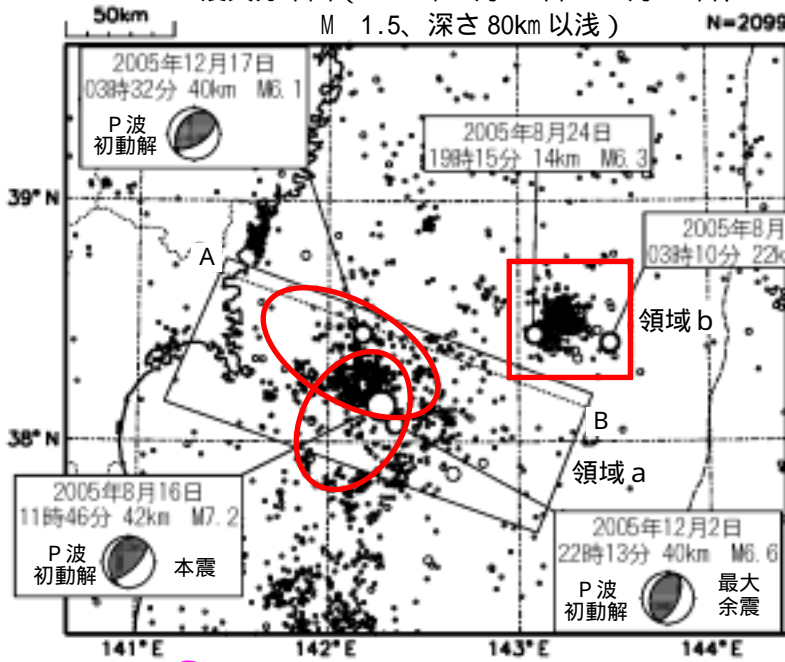 50km
M 1.5、深さ80km以浅)
N=2099
2005年12月17日
03時32分 40km M6.1
P波
初動解
2005年8月24日
19時15分 14km M6.3
2005年8月
03時10分 22k
39°N
A
領域b
B
38°N
領域a
2005年8月16日
11時46分 42km M7.2
P波
初動解
本震
2005年12月2日
22時13分 40km M6.6
P波
初動解
最大
余震
141°E
142°E
143°E
144°E